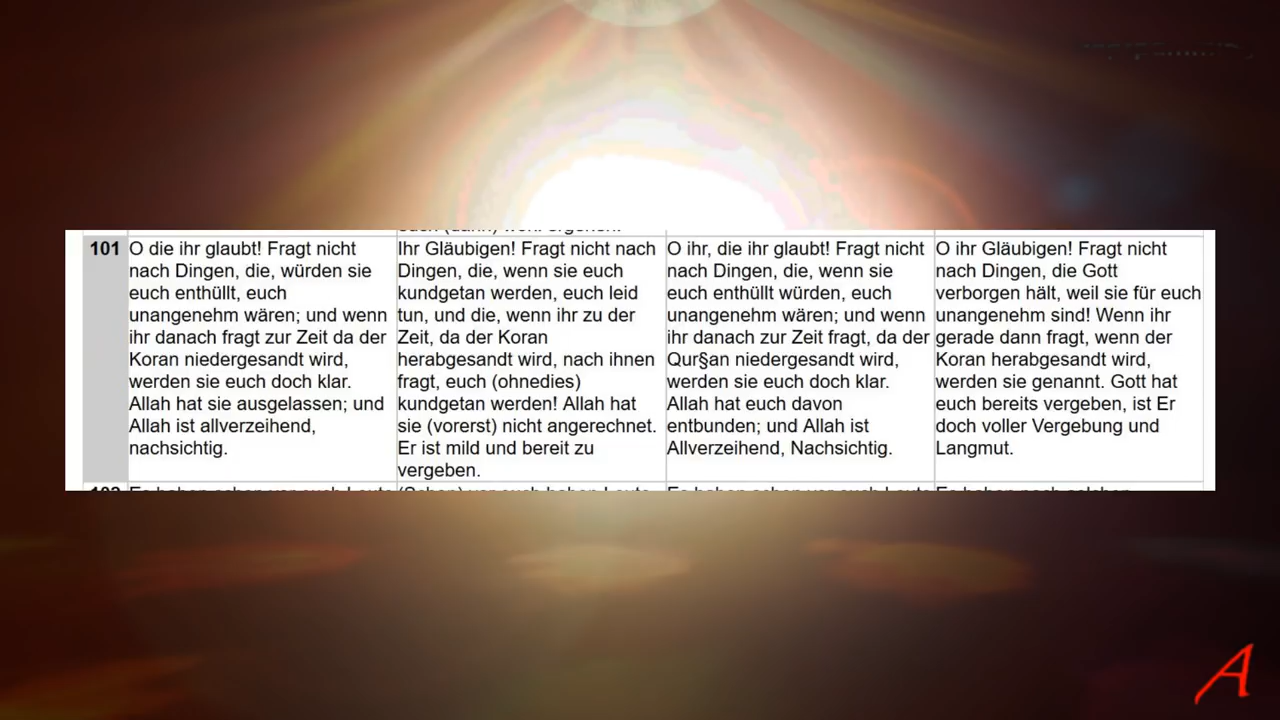 101
O die ihr glaubt! Fragt nicht
nach Dingen, die, würden sie
euch enthüllt, euch
unangenehm wären; und wenn
ihr danach fragt zur Zeit da der
Koran niedergesandt wird,
werden sie euch doch klar.
Allah hat sie ausgelassen; und
Allah ist allverzeihend,
nachsichtig.
Ihr Gläubigen! Fragt nicht nach
Dingen, die, wenn sie euch
kundgetan werden, euch leid
tun, und die, wenn ihr zu der
Zeit, da der Koran
herabgesandt wird, nach ihnen
fragt, euch (ohnedies)
kundgetan werden! Allah hat
sie (vorerst) nicht angerechnet.
Er ist mild und bereit zu
vergeben.
O ihr, die ihr glaubt! Fragt nicht
nach Dingen, die, wenn sie
euch enthüllt würden, euch
unangenehm wären; und wenn
ihr danach zur Zeit fragt, da der
Qur§an niedergesandt wird,
werden sie euch doch klar.
Allah hat euch davon
entbunden; und Allah ist
Allverzeihend, Nachsichtig.
O ihr Gläubigen! Fragt nicht
nach Dingen, die Gott
verborgen hält, weil sie für euch
unangenehm sind! Wenn ihr
gerade dann fragt, wenn der
Koran herabgesandt wird,
werden sie genannt. Gott hat
euch bereits vergeben, ist Er
doch voller Vergebung und
Langmut.
A